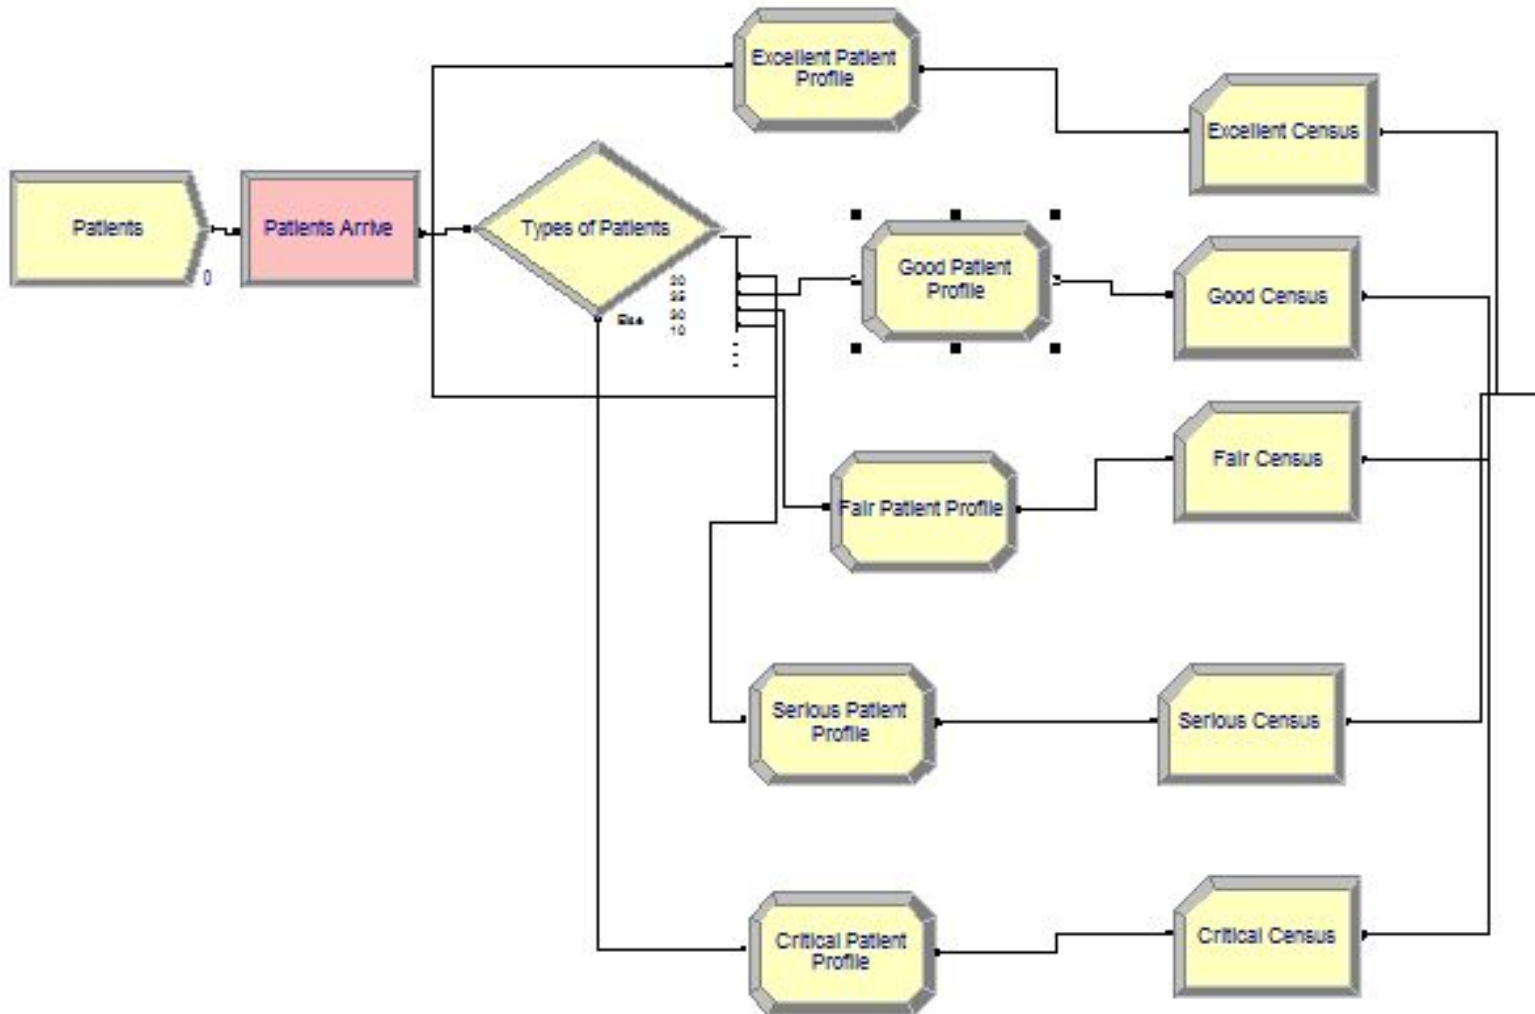 Excellent Patient
Profile
Excellent Census
Patients
0
Patients Arrive
Types of Patients
20
35
30
10
Else
Good Patient
Profile
Good Census
Fair Patient Profile
Fair Census
Serious Patient
Profile
Serious Census
Critical Patient
Profile
Critical Census